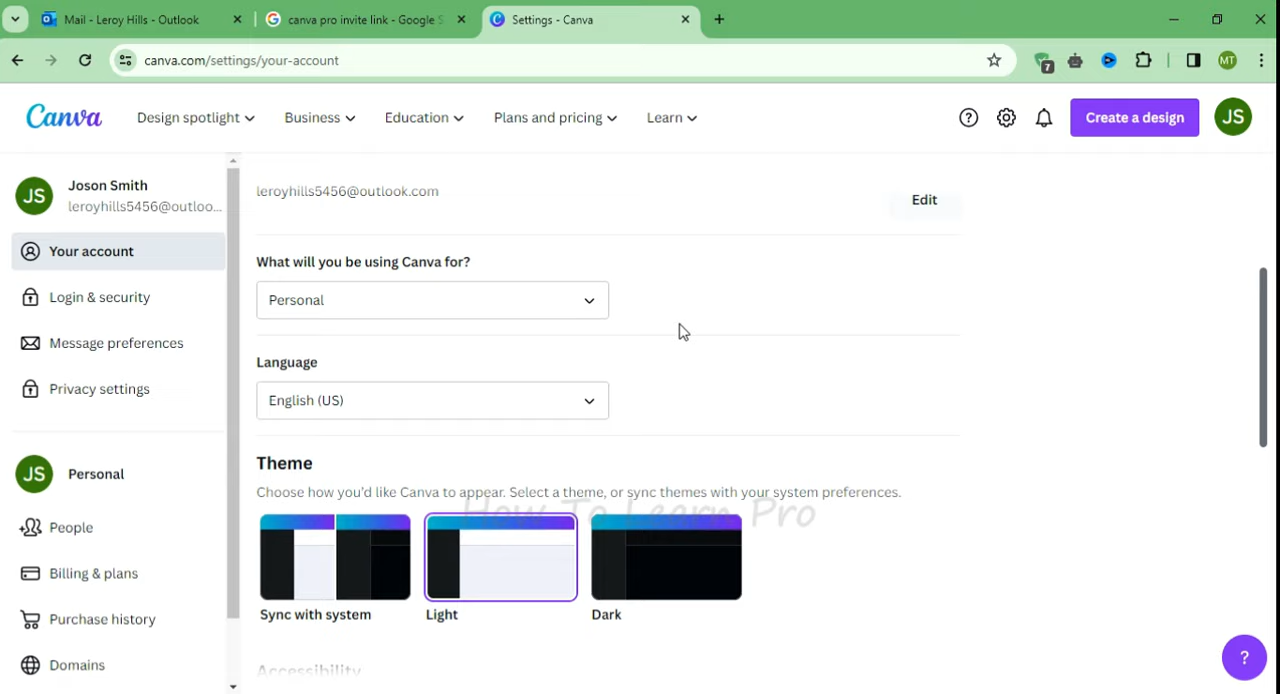 Mail - Leroy Hills - Outlook
canva pro invite link - Google S
Settings - Canva
canva.com/settings/your-account
7
MT
Canva
Design spotlight
Business
Education
Plans and pricing
Learn
?
Create a design
JS
JS
Joson Smith
leroyhills5456@outloo...
Your account
Login & security
Message preferences
Privacy settings
JS
Personal
People
Billing & plans
Purchase history
Domains
leroyhills5456@outlook.com
Edit
What will you be using Canva for?
Personal
Language
English (US)
Theme
Choose how you'd like Canva to appear. Select a theme, or sync themes with your system preferences.
How To Learn Pro
Sync with system
Light
Dark
Accessibility
?